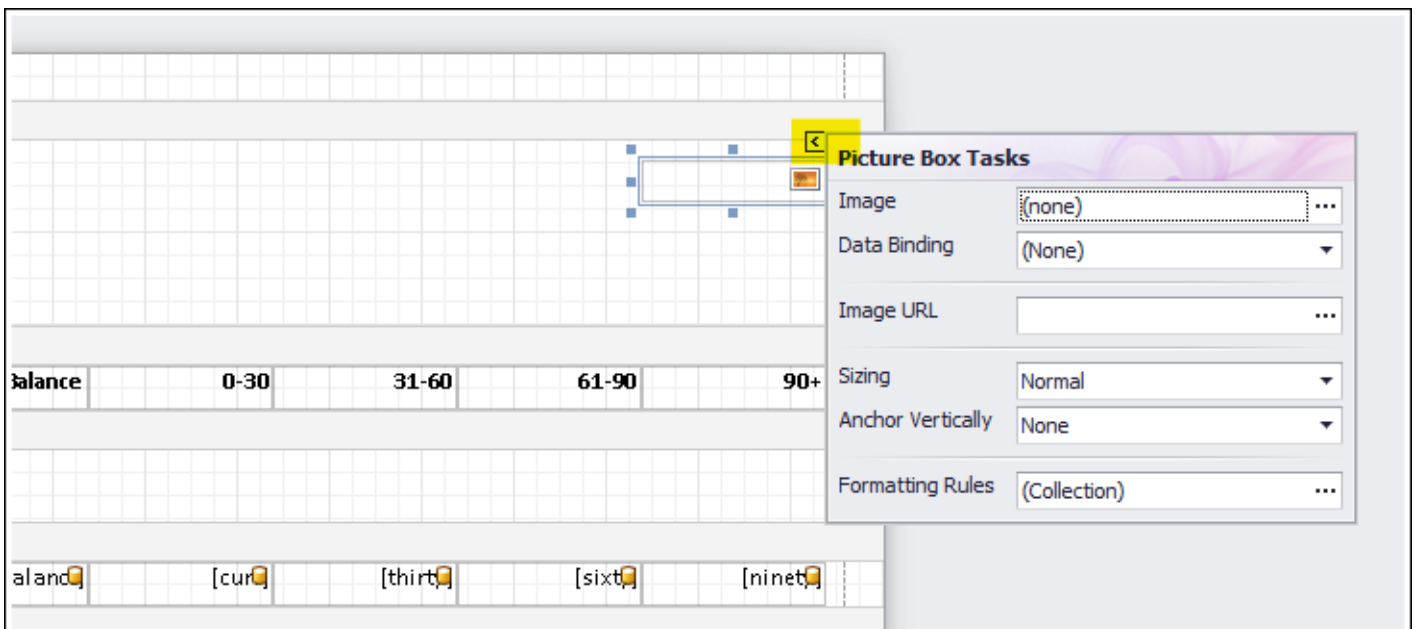 Picture Box Tasks
Image (none) ...
Data Binding (None)
Image URL ...
Balance 0-30 31-60 61-90 90+
Sizing Normal
Anchor Vertically None
Formatting Rules (Collection) ...
alanc [cur [thirt [sixt [ninet